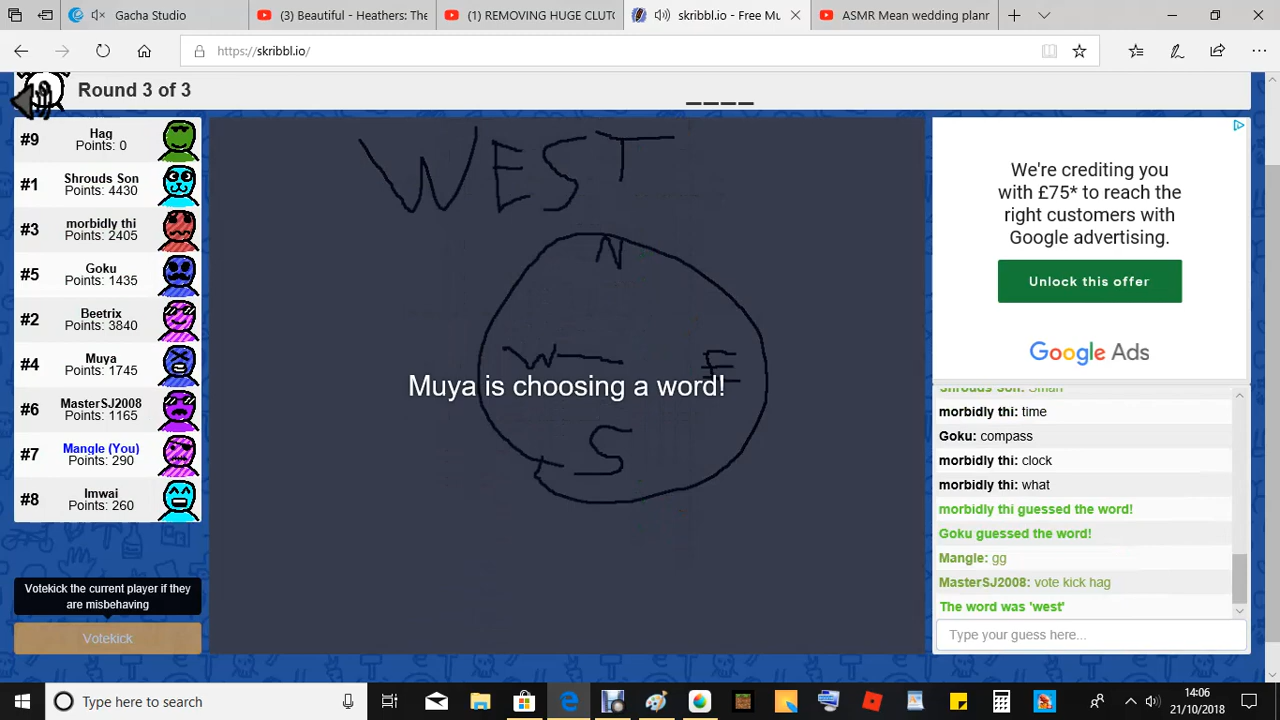 Gacha Studio
(3) Beautiful - Heathers: The
(1) REMOVING HUGE CLUT
skribbl.io - Free Mu
ASMR Mean wedding plann
https://skribbl.io/
Round 3 of 3
_ _ _ _
#9
Hag
Points: 0
#1
Shrouds Son
Points: 4430
#3
morbidly thi
Points: 2405
#5
Goku
Points: 1435
#2
Beetrix
Points: 3840
#4
Muya
Points: 1745
#6
MasterSJ2008
Points: 1165
#7
Mangle (You)
Points: 290
#8
Imwai
Points: 260
Votekick the current player if they
are misbehaving
Votekick
WEST
N
W
E
S
Muya is choosing a word!
We're crediting you
with £75* to reach the
right customers with
Google advertising.
Unlock this offer
Google Ads
Shrouds Son:
morbidly thi: time
Goku: compass
morbidly thi: clock
morbidly thi: what
morbidly thi guessed the word!
Goku guessed the word!
Mangle: gg
MasterSJ2008: vote kick hag
The word was 'west'
Type your guess here...
Type here to search
14:06
21/10/2018